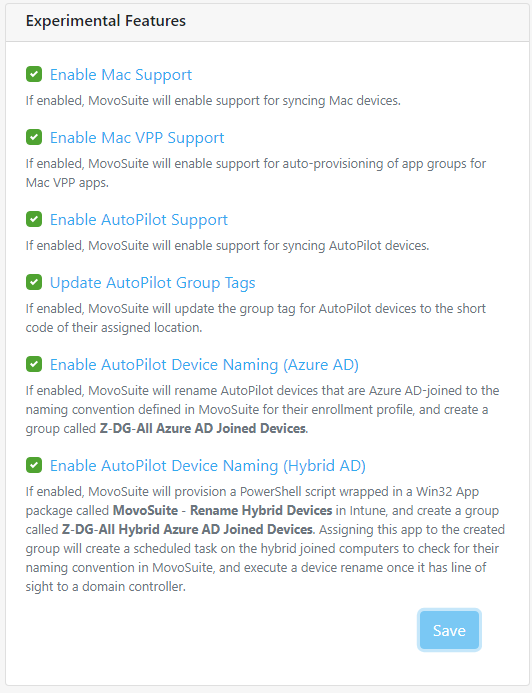 Experimental Features
Enable Mac Support
If enabled, MovoSuite will enable support for syncing Mac devices.
Enable Mac VPP Support
If enabled, MovoSuite will enable support for auto-provisioning of app groups for
Mac VPP apps.
Enable AutoPilot Support
If enabled, MovoSuite will enable support for syncing AutoPilot devices.
Update AutoPilot Group Tags
If enabled, MovoSuite will update the group tag for AutoPilot devices to the short
code of their assigned location.
Enable AutoPilot Device Naming (Azure AD)
If enabled, MovoSuite will rename AutoPilot devices that are Azure AD-joined to the
naming convention defined in MovoSuite for their enrollment profile, and create a
group called Z-DG-All Azure AD Joined Devices.
Enable AutoPilot Device Naming (Hybrid AD)
If enabled, MovoSuite will provision a PowerShell script wrapped in a Win32 App
package called MovoSuite - Rename Hybrid Devices in Intune, and create a group
called Z-DG-All Hybrid Azure AD Joined Devices. Assigning this app to the created
group will create a scheduled task on the hybrid joined computers to check for their
naming convention in MovoSuite, and execute a device rename once it has line of
sight to a domain controller.
Save